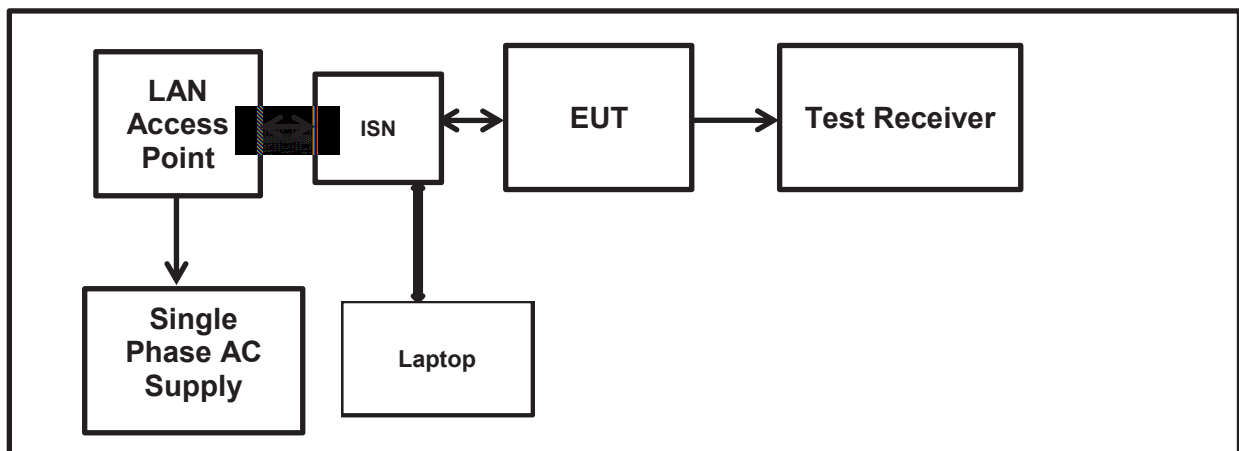 LAN
Access
Point
ISN
EUT
Test Receiver
Single
Phase AC
Supply
Laptop